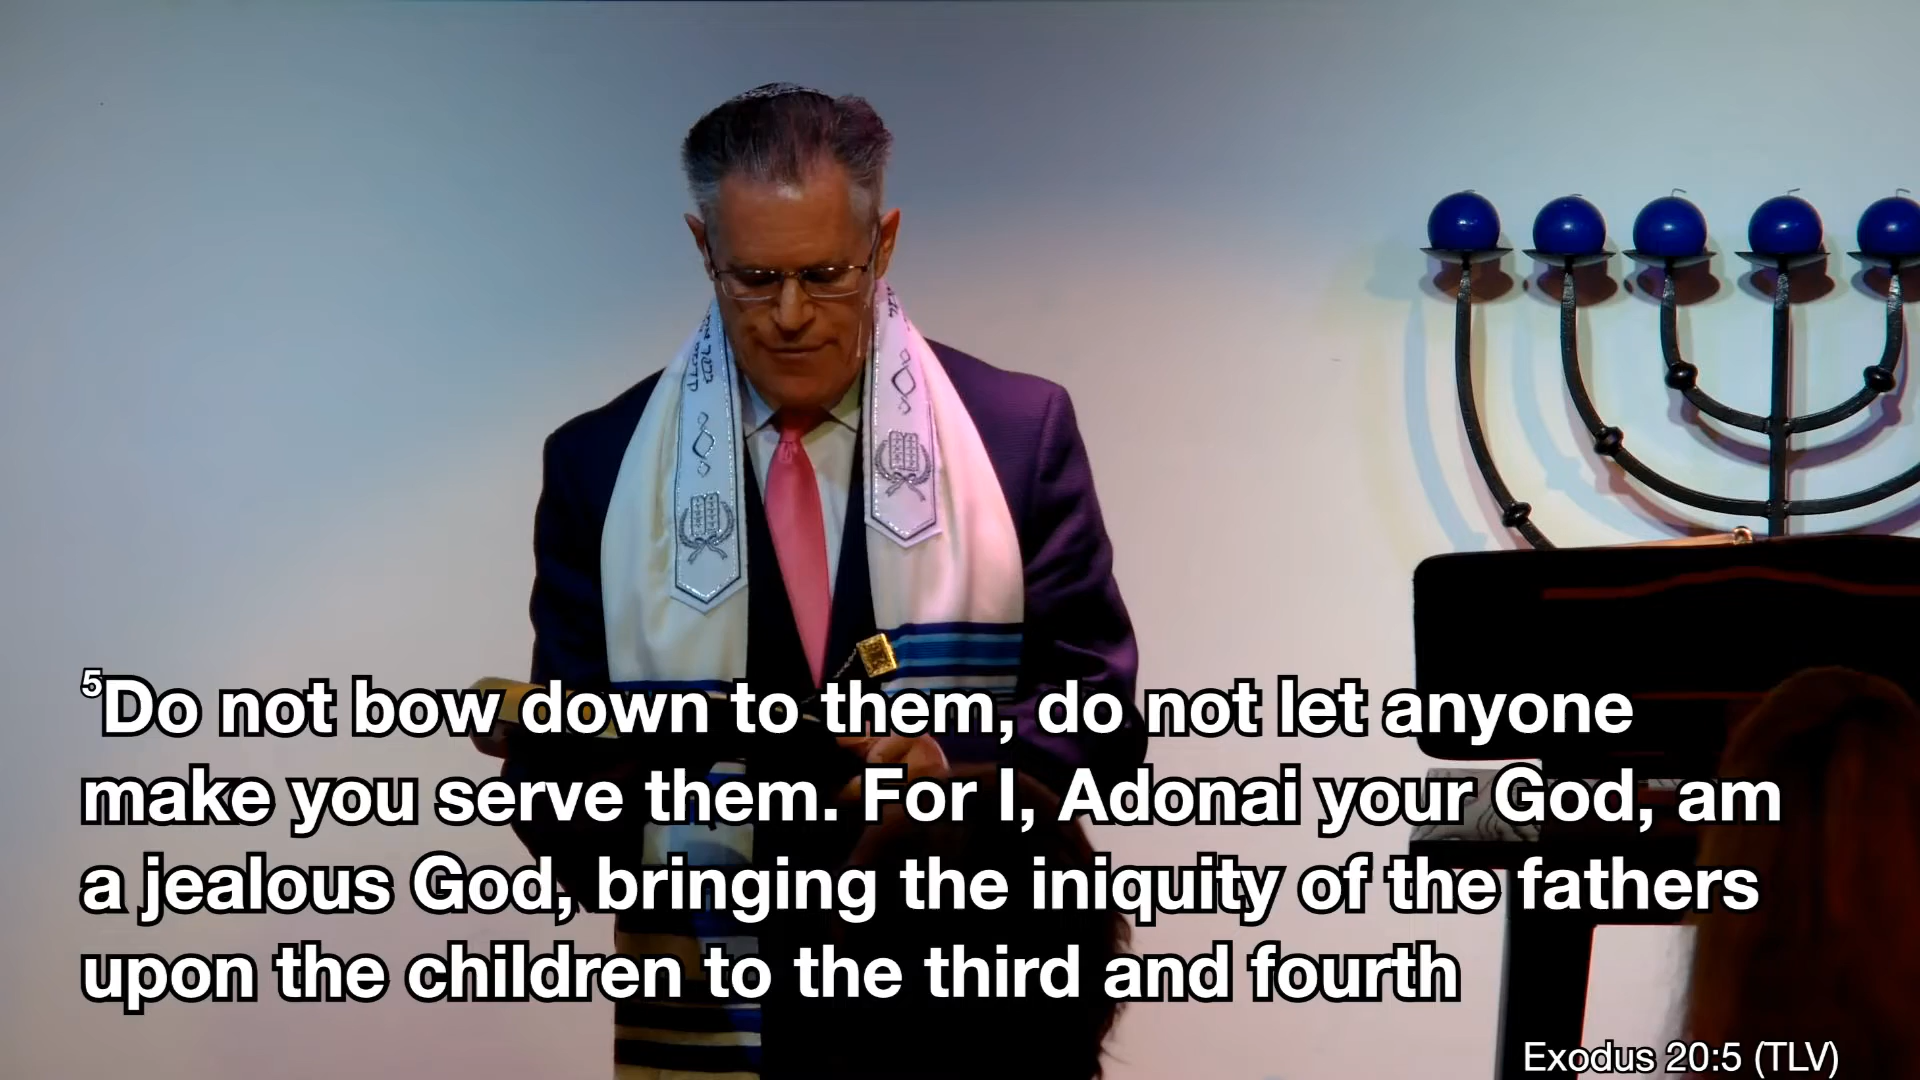 ⁵Do not bow down to them, do not let anyone
make you serve them. For I, Adonai your God, am
a jealous God, bringing the iniquity of the fathers
upon the children to the third and fourth
Exodus 20:5 (TLV)